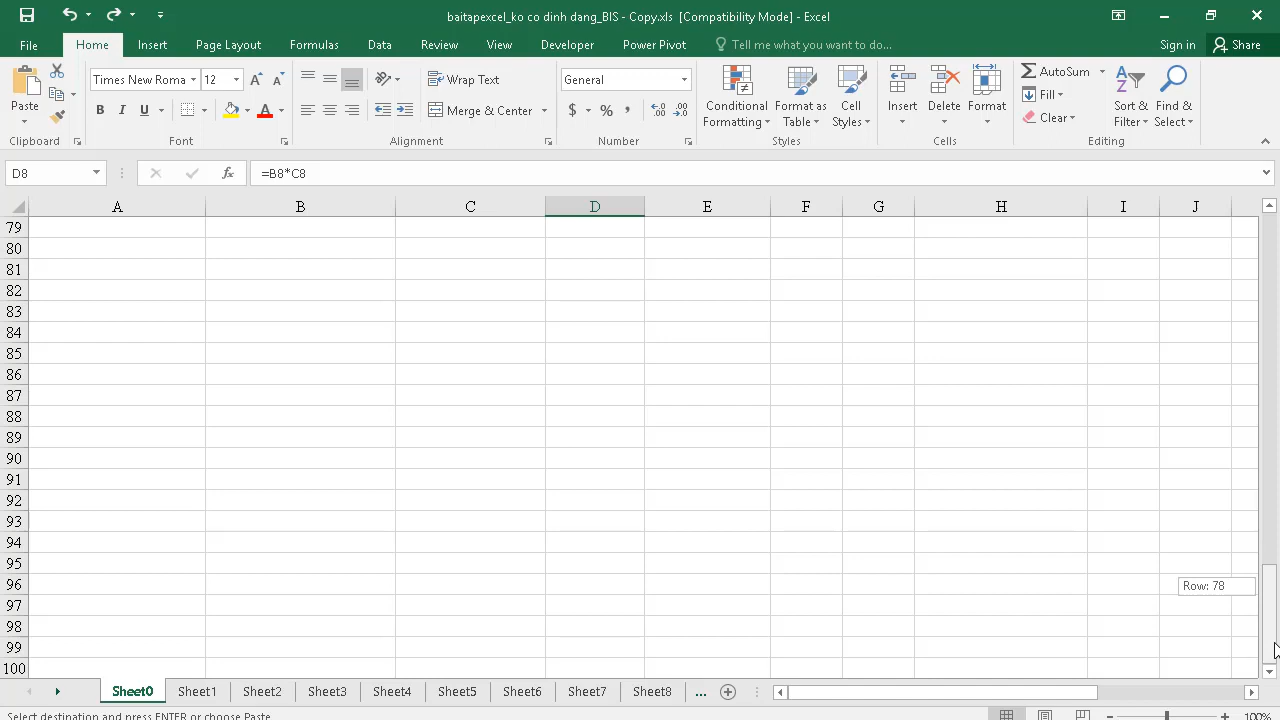 baitapexcel_ko co dinh dang_BIS - Copy.xls [Compatibility Mode] - Excel
File Home Insert Page Layout Formulas Data Review View Developer Power Pivot Tell me what you want to do... Sign in Share
Times New Roma 12 Wrap Text General AutoSum
Paste Merge & Center $ % , Conditional Formatting Format as Table Cell Styles Insert Delete Format Fill Sort & Filter Find & Select
B I U A Clear
Clipboard Font Alignment Number Styles Cells Editing
D8 fx =B8*C8
A B C D E F G H I J
79
80
81
82
83
84
85
86
87
88
89
90
91
92
93
94
95
96 Row: 78
97
98
99
100
Sheet0 Sheet1 Sheet2 Sheet3 Sheet4 Sheet5 Sheet6 Sheet7 Sheet8 ...
Select destination and press ENTER or choose Paste 100%